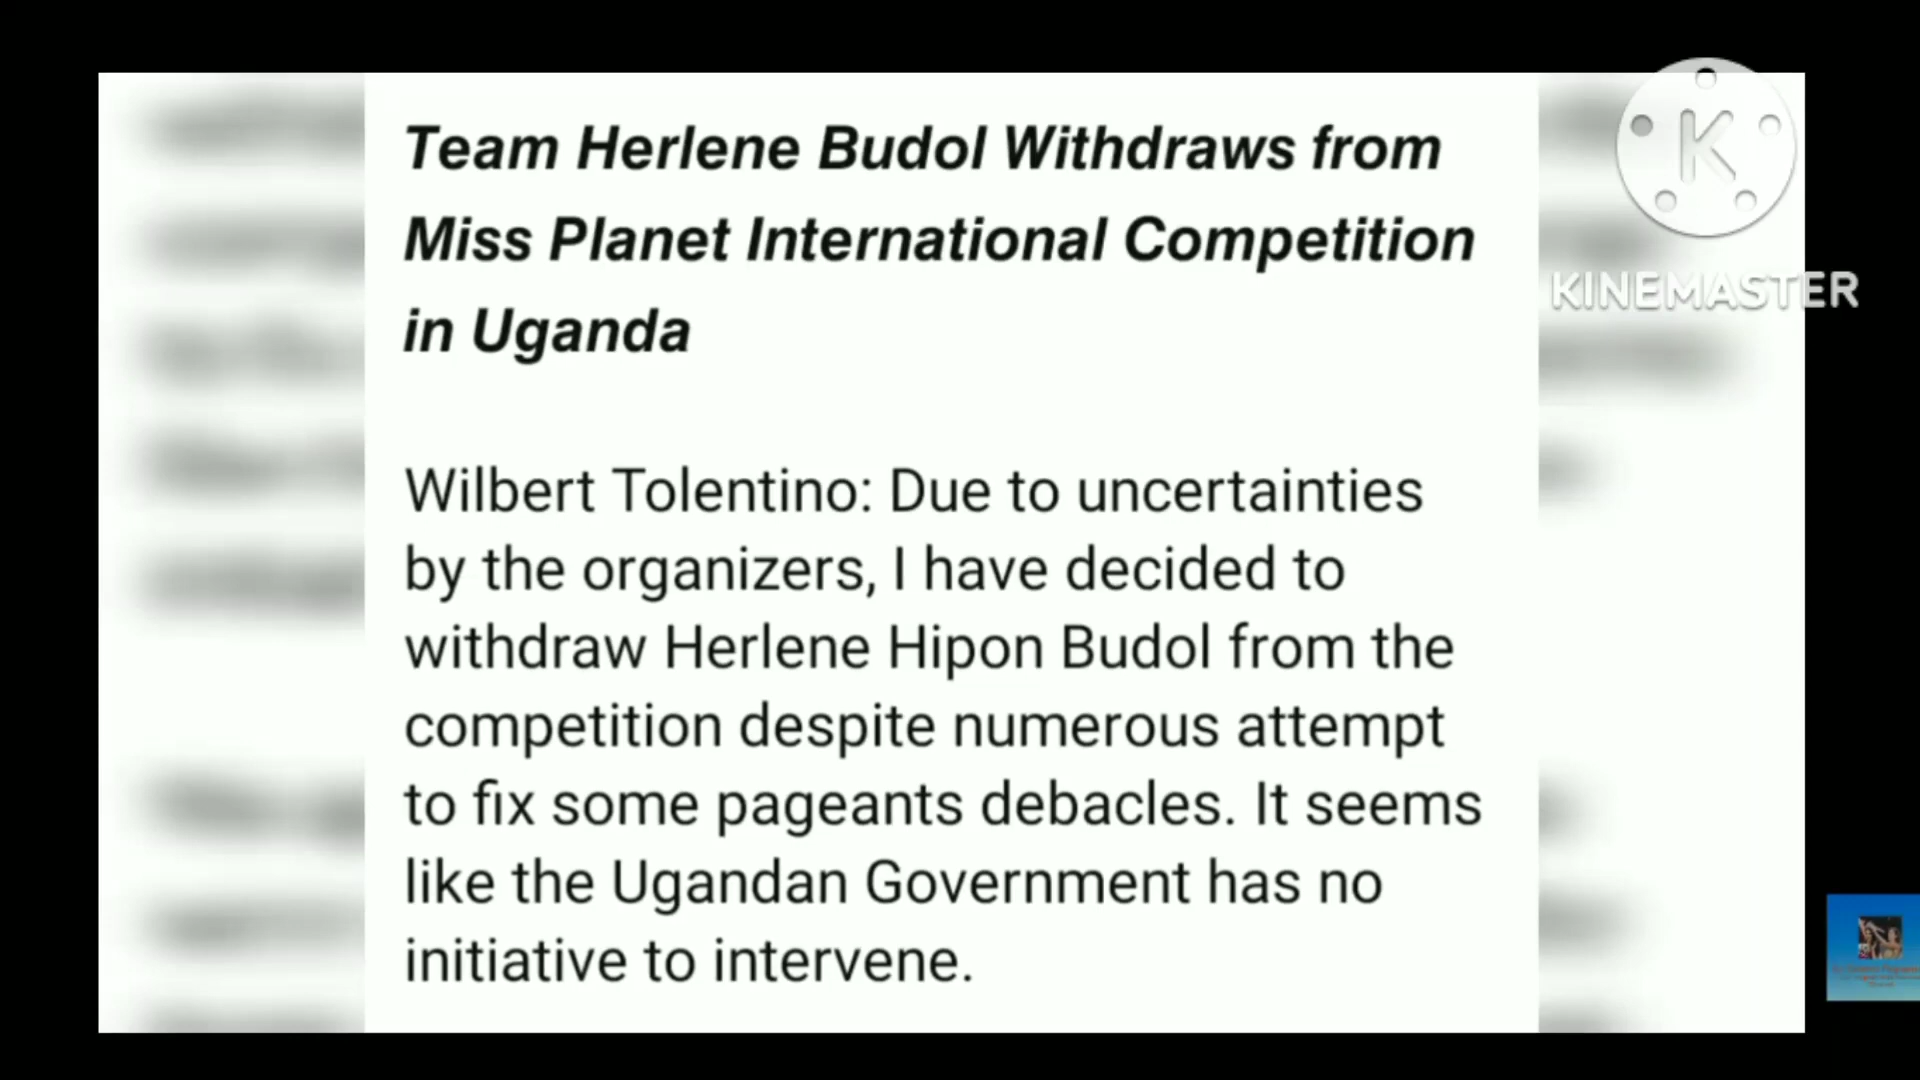 Team Herlene Budol Withdraws from
Miss Planet International Competition
in Uganda
Wilbert Tolentino: Due to uncertainties
by the organizers, I have decided to
withdraw Herlene Hipon Budol from the
competition despite numerous attempt
to fix some pageants debacles. It seems
like the Ugandan Government has no
initiative to intervene.
K
KINEMASTER